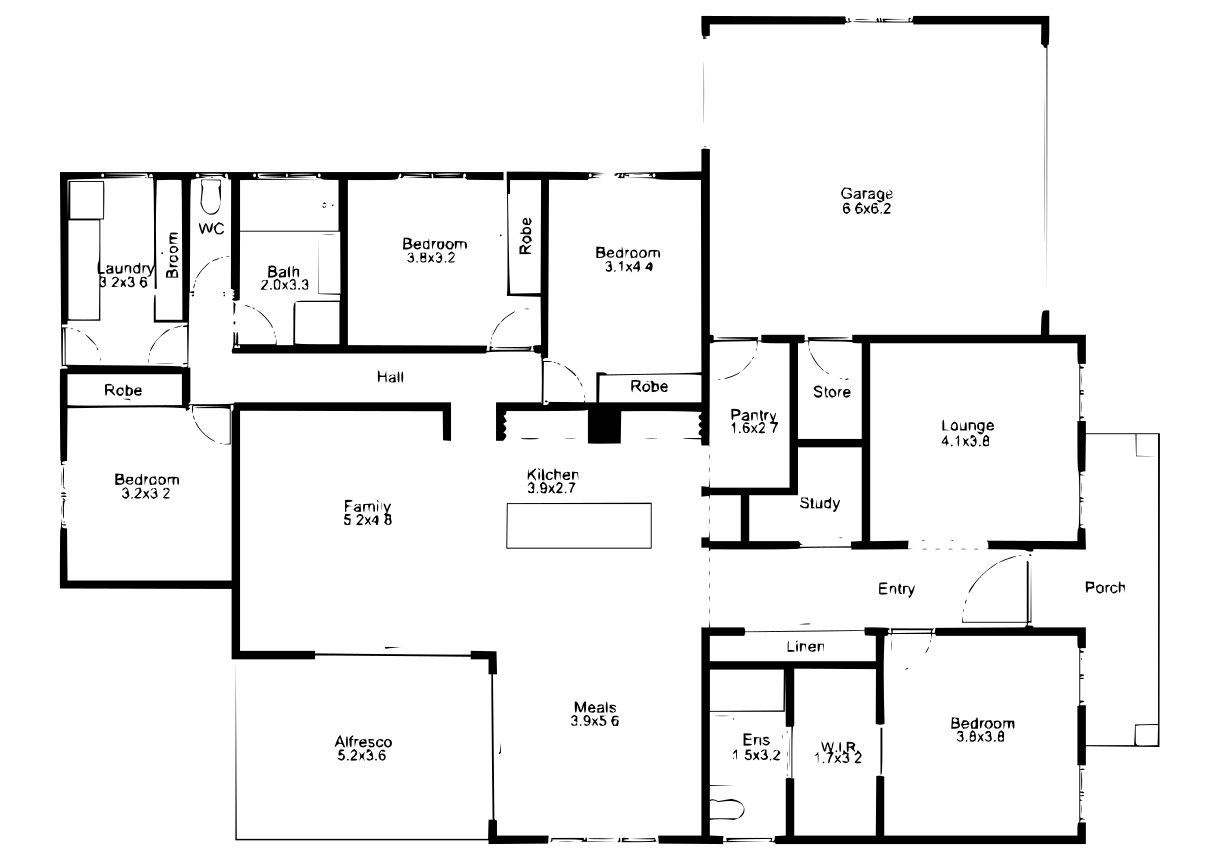 Garage
6.6x6.2
WC
Broom
Laundry
3.2x3.6
Bath
2.0x3.3
Bedroom
3.8x3.2
Robe
Bedroom
3.1x4.4
Hall
Robe
Robe
Pantry
1.6x2.7
Store
Lounge
4.1x3.8
Bedroom
3.2x3.2
Family
5.2x4.8
Kitchen
3.9x2.7
Study
Entry
Porch
Linen
Meals
3.9x5.6
Alfresco
5.2x3.6
Ens
1.5x3.2
W.I.R.
1.7x3.2
Bedroom
3.8x3.8